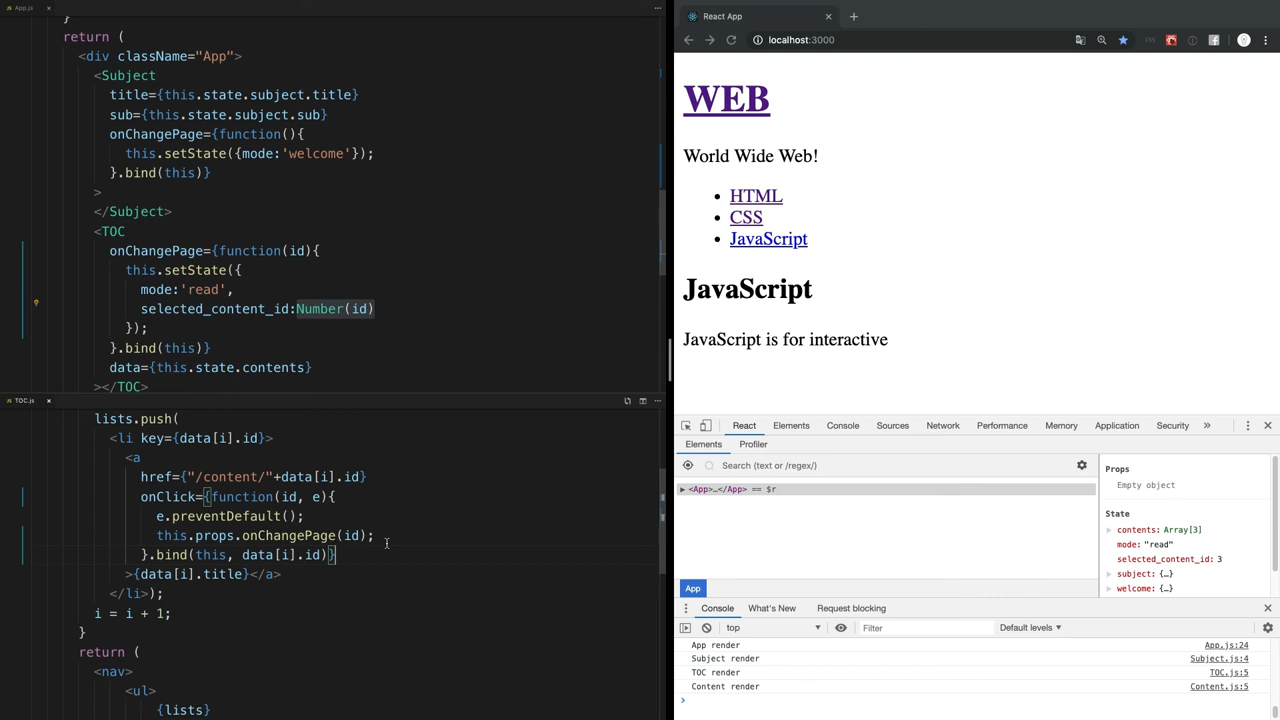 JS App.js × ···
}
return (
<div className="App">
<Subject
title={this.state.subject.title}
sub={this.state.subject.sub}
onChangePage={function(){
this.setState({mode:'welcome'});
}.bind(this)}
>
</Subject>
<TOC
onChangePage={function(id){
this.setState({
mode:'read',
selected_content_id:Number(id)
});
}.bind(this)}
data={this.state.contents}
></TOC>
JS TOC.js × ···
lists.push(
<li key={data[i].id}>
<a
href={"/content/"+data[i].id}
onClick={function(id, e){
e.preventDefault();
this.props.onChangePage(id);
}.bind(this, data[i].id)}
>{data[i].title}</a>
</li>);
i = i + 1;
}
return (
<nav>
<ul>
{lists}
React App × +
localhost:3000
WEB
World Wide Web!
• HTML
• CSS
• JavaScript
JavaScript
JavaScript is for interactive
React Elements Console Sources Network Performance Memory Application Security »
Elements Profiler
Search (text or /regex/)
▶ <App>…</App> == $r
App
Props
Empty object
State
▶ contents: Array[3]
mode: "read"
selected_content_id: 3
▶ subject: {…}
▶ welcome: {…}
Console What's New Request blocking
top ▼ Filter Default levels ▼
App render App.js:24
Subject render Subject.js:4
TOC render TOC.js:5
Content render Content.js:5
>